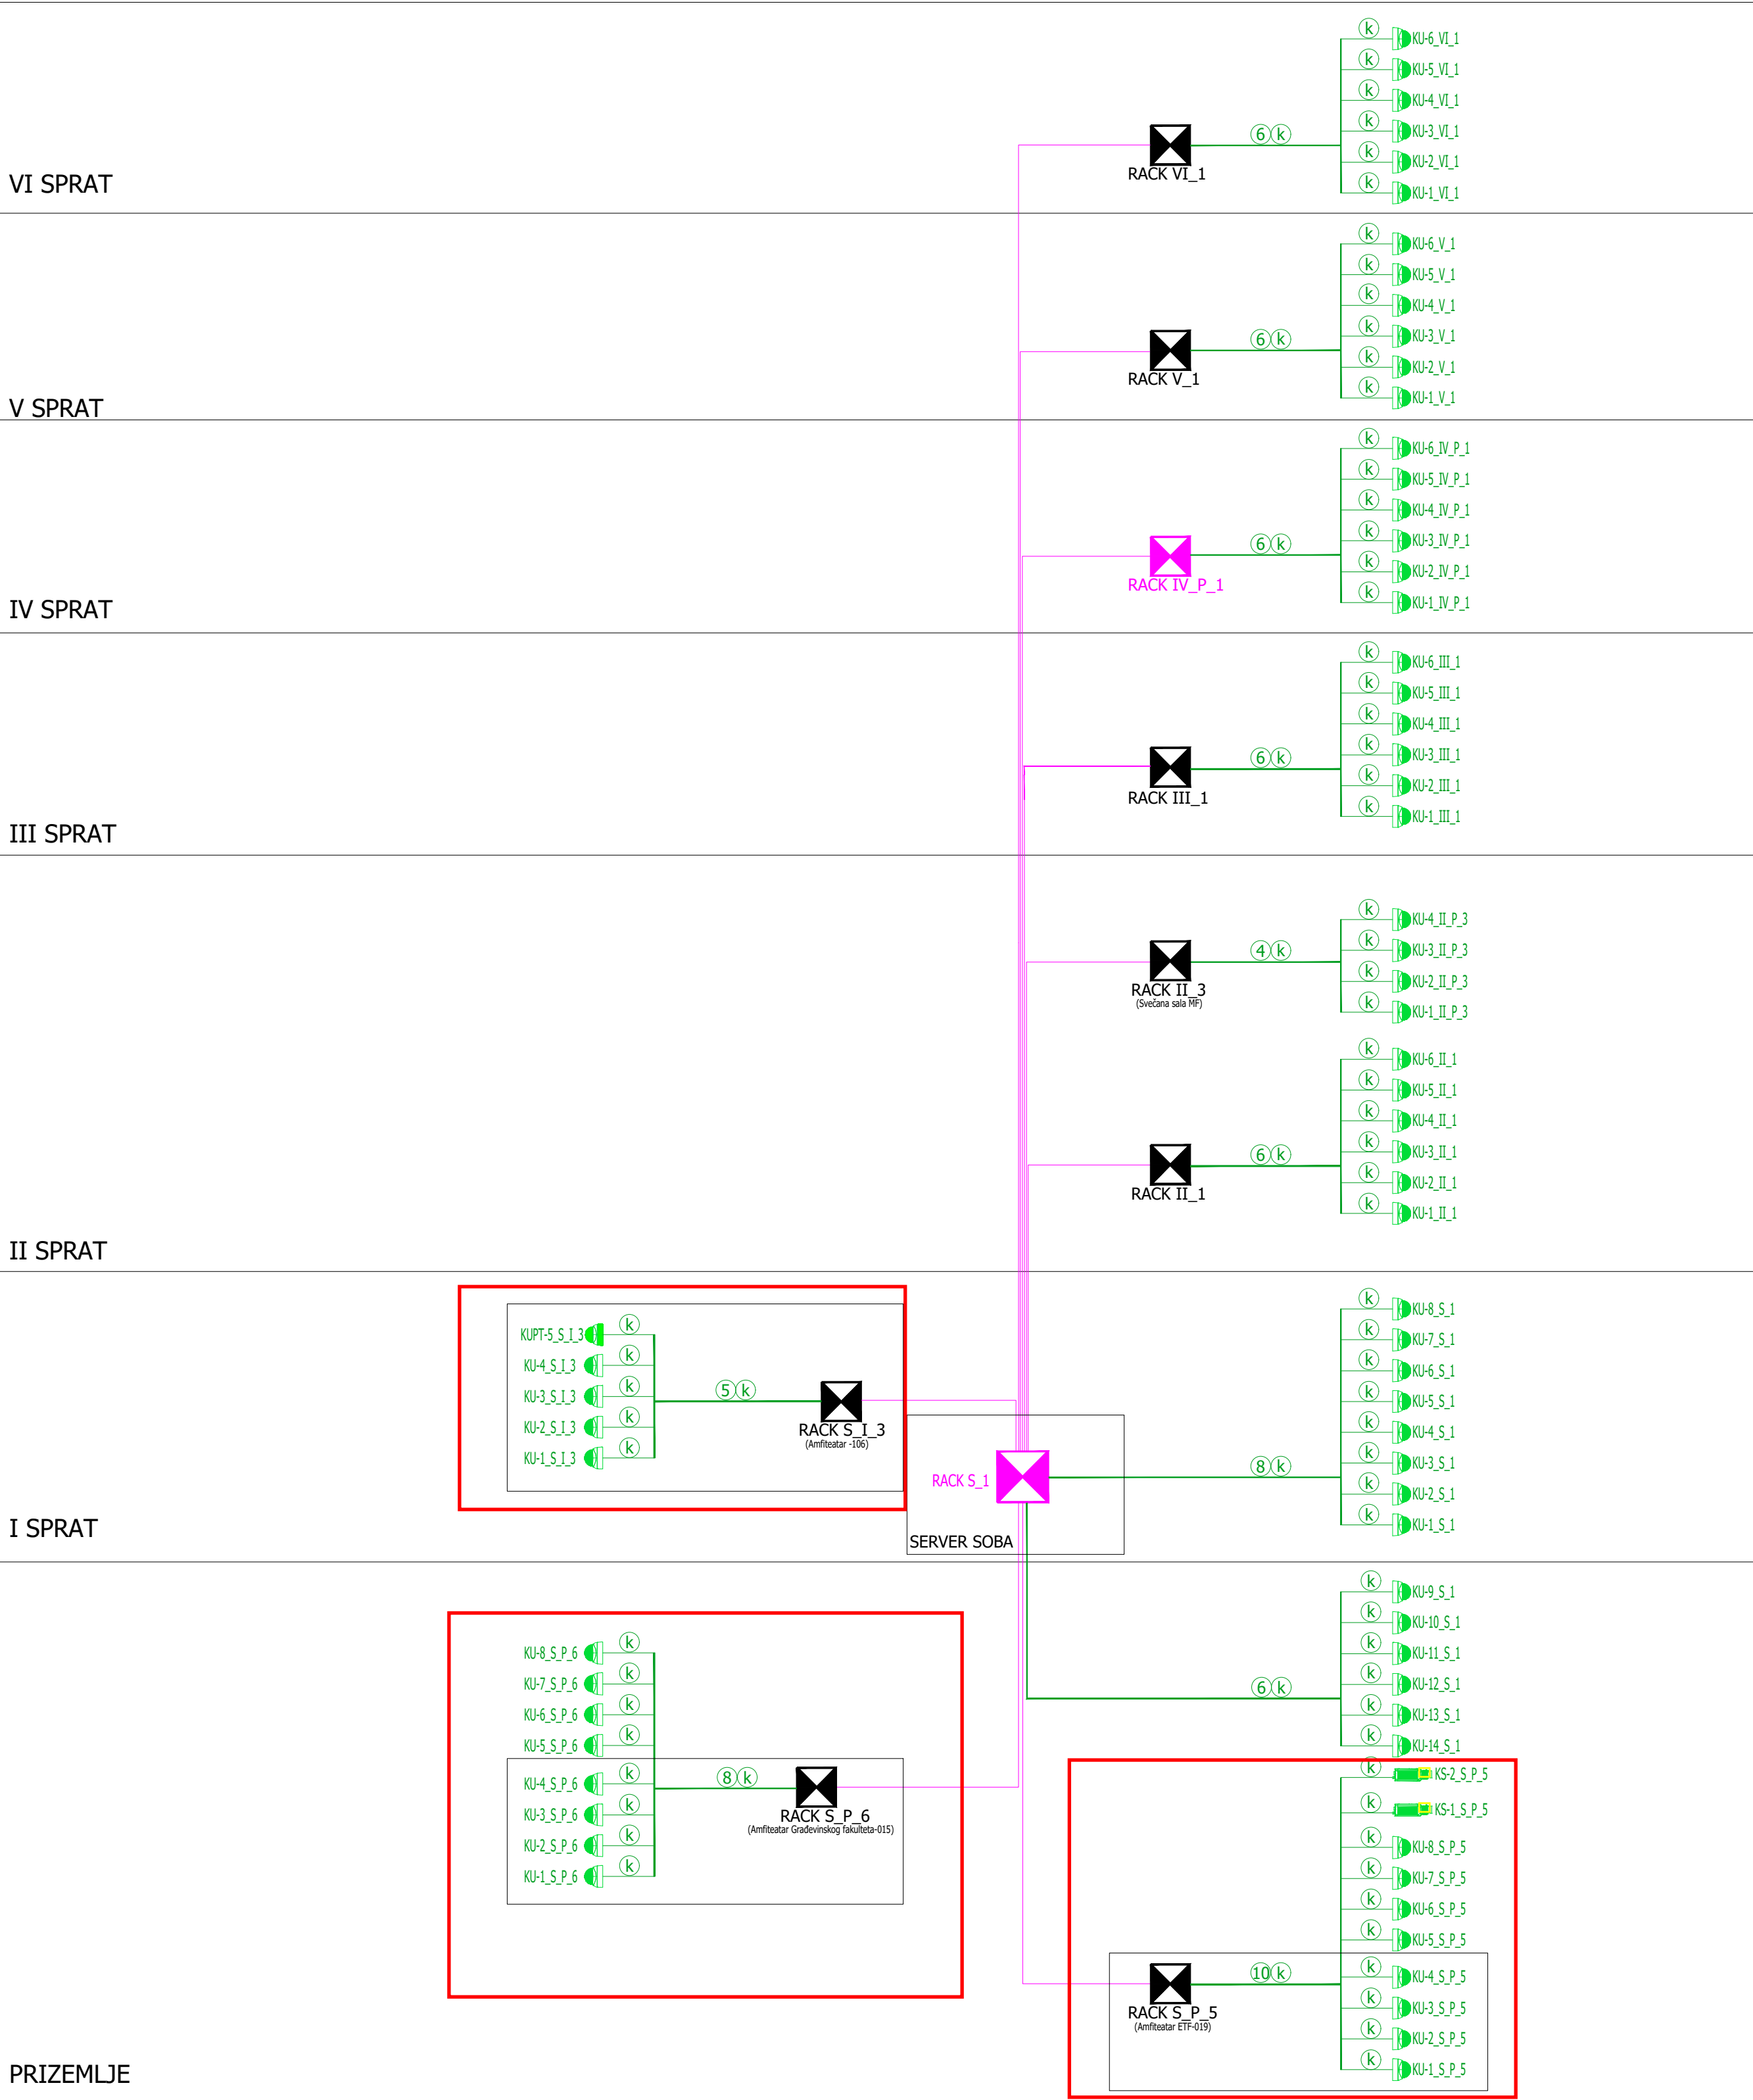 k
KU-6_VI_1
k
KU-5_VI_1
k
KU-4_VI_1
k
KU-3_VI_1
6 k
k
KU-2_VI_1
RACK VI_1
k
KU-1_VI_1
VI SPRAT
k
KU-6_V_1
k
KU-5_V_1
k
KU-4_V_1
k
KU-3_V_1
6 k
k
KU-2_V_1
RACK V_1
k
KU-1_V_1
V SPRAT
k
KU-6_IV_P_1
k
KU-5_IV_P_1
k
KU-4_IV_P_1
k
KU-3_IV_P_1
6 k
k
KU-2_IV_P_1
RACK IV_P_1
k
KU-1_IV_P_1
IV SPRAT
k
KU-6_III_1
k
KU-5_III_1
k
KU-4_III_1
k
KU-3_III_1
6 k
k
KU-2_III_1
RACK III_1
k
KU-1_III_1
III SPRAT
k
KU-4_II_P_3
k
KU-3_II_P_3
4 k
k
KU-2_II_P_3
RACK II_3
(Svečana sala MF)
k
KU-1_II_P_3
k
KU-6_II_1
k
KU-5_II_1
k
KU-4_II_1
k
KU-3_II_1
6 k
k
KU-2_II_1
RACK II_1
k
KU-1_II_1
II SPRAT
KUPT-5_S_I_3
k
KU-4_S_I_3
k
KU-3_S_I_3
k
KU-2_S_I_3
k
KU-1_S_I_3
k
5 k
RACK S_I_3
(Amfiteatar -106)
RACK S_1
SERVER SOBA
8 k
k
KU-8_S_1
k
KU-7_S_1
k
KU-6_S_1
k
KU-5_S_1
k
KU-4_S_1
k
KU-3_S_1
k
KU-2_S_1
k
KU-1_S_1
I SPRAT
k
KU-9_S_1
k
KU-10_S_1
k
KU-11_S_1
k
KU-12_S_1
6 k
k
KU-13_S_1
k
KU-14_S_1
KU-8_S_P_6
k
KU-7_S_P_6
k
KU-6_S_P_6
k
KU-5_S_P_6
k
KU-4_S_P_6
k
KU-3_S_P_6
k
KU-2_S_P_6
k
KU-1_S_P_6
k
8 k
RACK S_P_6
(Amfiteatar Građevinskog fakulteta-015)
k
KS-2_S_P_5
k
KS-1_S_P_5
k
KU-8_S_P_5
k
KU-7_S_P_5
k
KU-6_S_P_5
k
KU-5_S_P_5
10 k
k
KU-4_S_P_5
RACK S_P_5
(Amfiteatar ETF-019)
k
KU-3_S_P_5
k
KU-2_S_P_5
k
KU-1_S_P_5
PRIZEMLJE